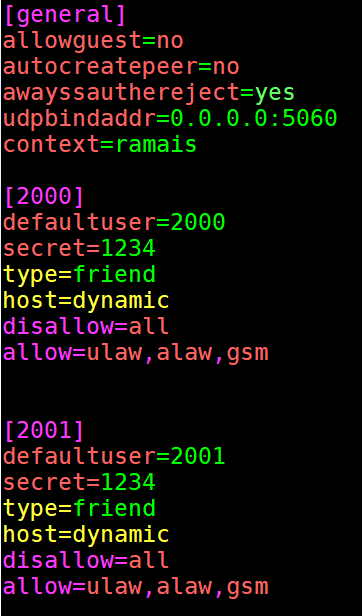 [general]
allowguest=no
autocreatepeer=no
awayssauthereject=yes
udpbindaddr=0.0.0.0:5060
context=ramais
[2000]
defaultuser=2000
secret=1234
type=friend
host=dynamic
disallow=all
allow=ulaw,alaw,gsm
[2001]
defaultuser=2001
secret=1234
type=friend
host=dynamic
disallow=all
allow=ulaw,alaw,gsm